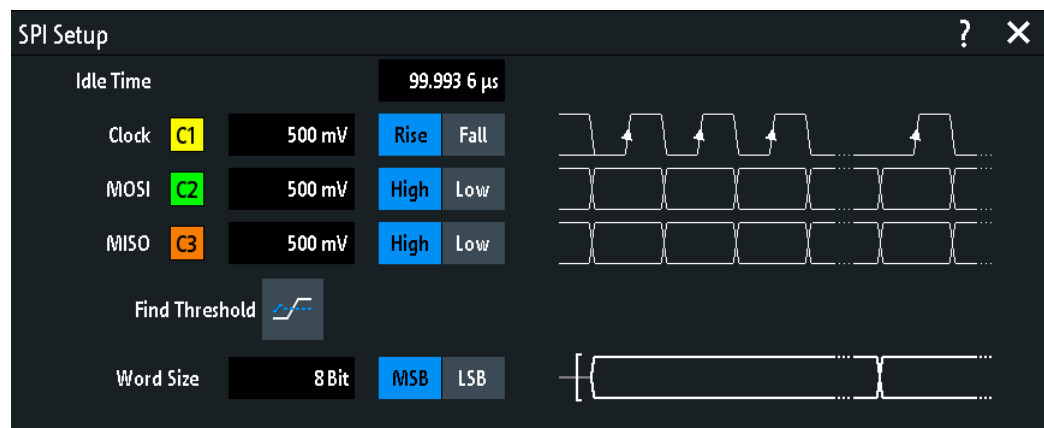 SPI Setup ? ✕
Idle Time 99.993 6 µs
Clock C1 500 mV Rise Fall
MOSI C2 500 mV High Low
MISO C3 500 mV High Low
Find Threshold
Word Size 8 Bit MSB LSB